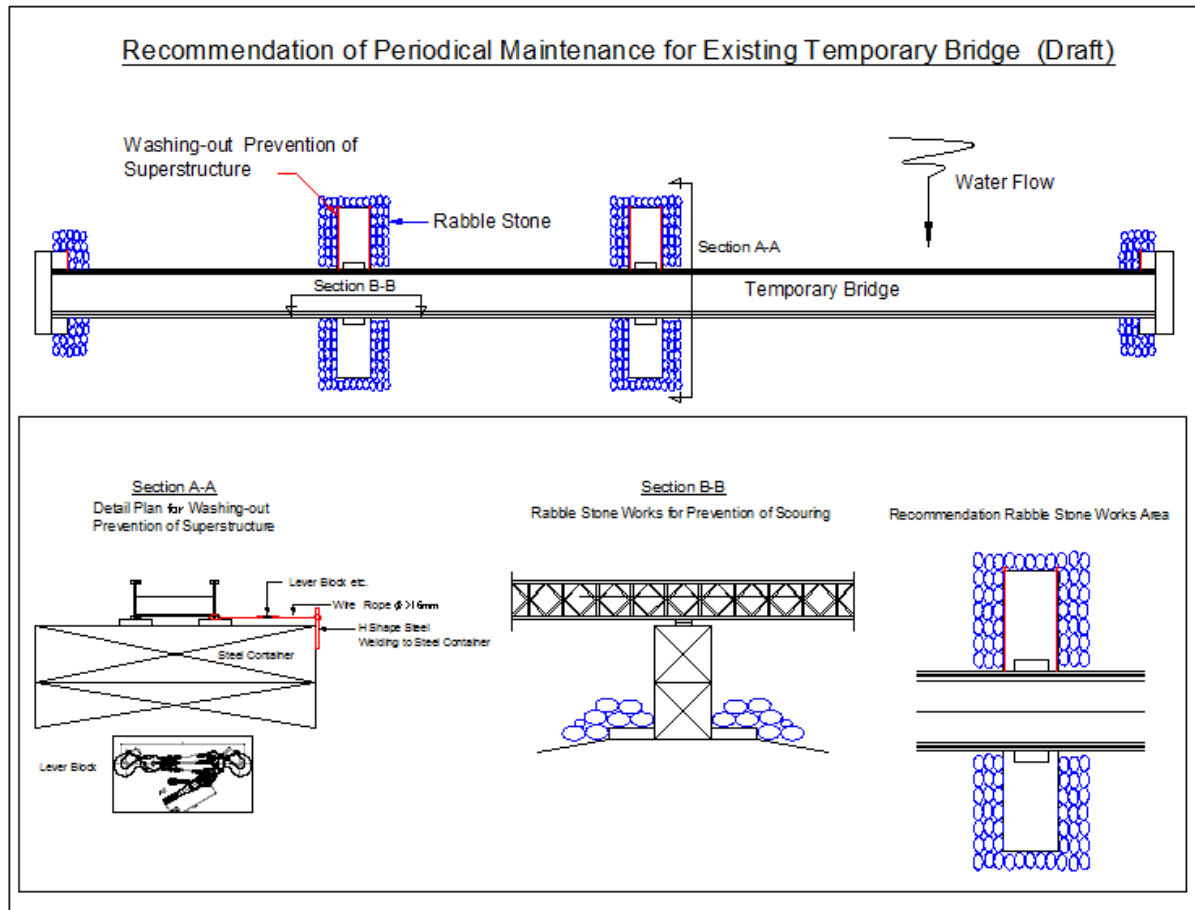 Recommendation of Periodical Maintenance for Existing Temporary Bridge (Draft)
Washing-out Prevention of
Superstructure
Rabble Stone
Water Flow
Section A-A
Section B-B
Temporary Bridge
Section A-A
Detail Plan for Washing-out
Prevention of Superstructure
Lever Block etc.
Wire Rope ϕ>16mm
H Shape Steel
Welding to Steel Container
Steel Container
Lever Block
Section B-B
Rabble Stone Works for Prevention of Scouring
Recommendation Rabble Stone Works Area